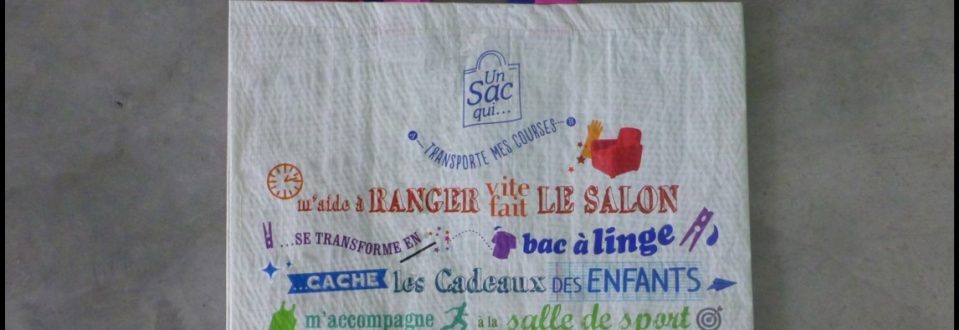 Un
Sac
qui...
TRANSPORTE MES COURSES
m'aide à RANGER vite fait LE SALON
...SE TRANSFORME EN bac à linge
...CACHE les Cadeaux DES ENFANTS
m'accompagne à la salle de sport